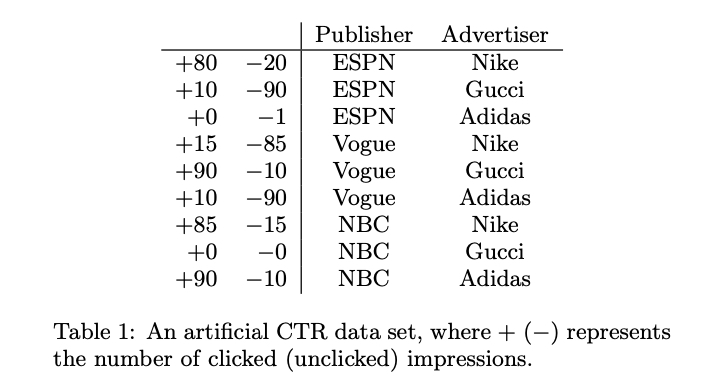 Publisher Advertiser
+80 −20 ESPN Nike
+10 −90 ESPN Gucci
+0 −1 ESPN Adidas
+15 −85 Vogue Nike
+90 −10 Vogue Gucci
+10 −90 Vogue Adidas
+85 −15 NBC Nike
+0 −0 NBC Gucci
+90 −10 NBC Adidas
Table 1: An artificial CTR data set, where + (−) represents
the number of clicked (unclicked) impressions.